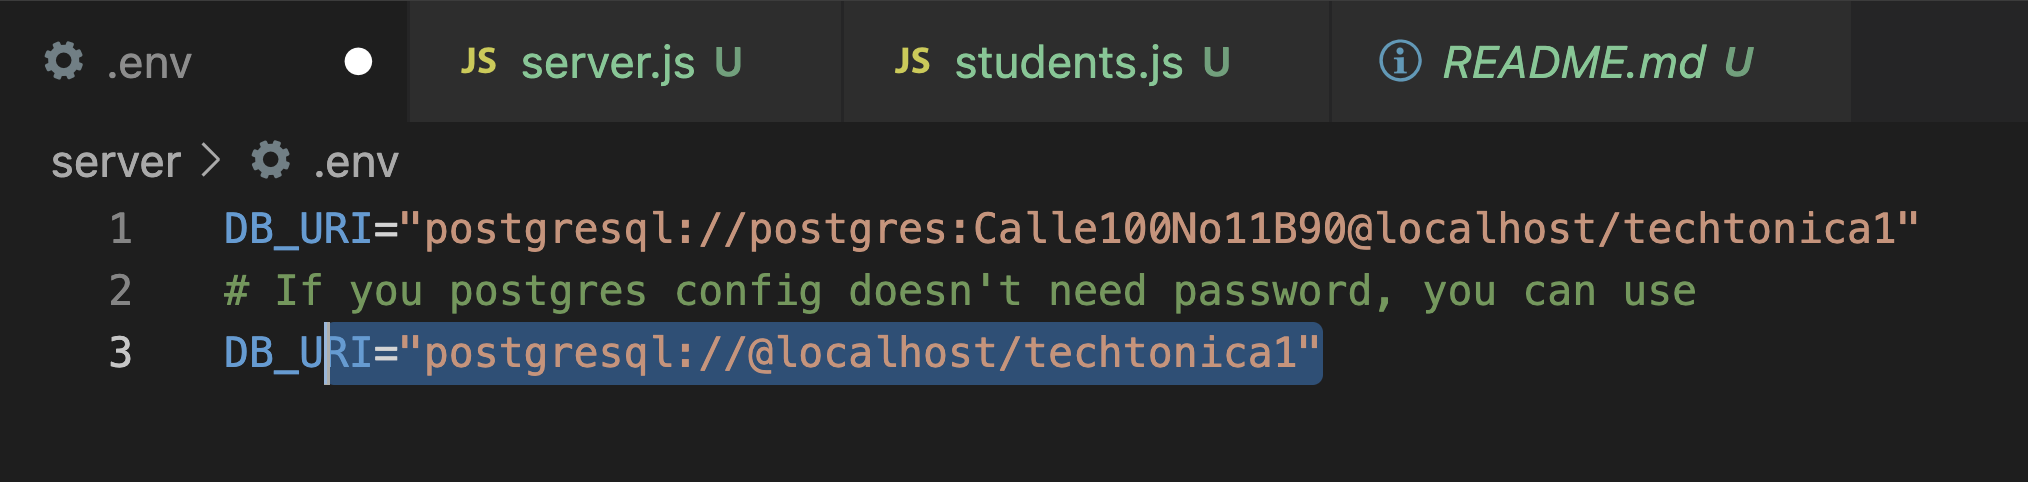 .env JS server.js U JS students.js U README.md U
server > .env
1 DB_URI="postgresql://postgres:Calle100No11B90@localhost/techtonica1"
2 # If you postgres config doesn't need password, you can use
3 DB_URI="postgresql://@localhost/techtonica1"